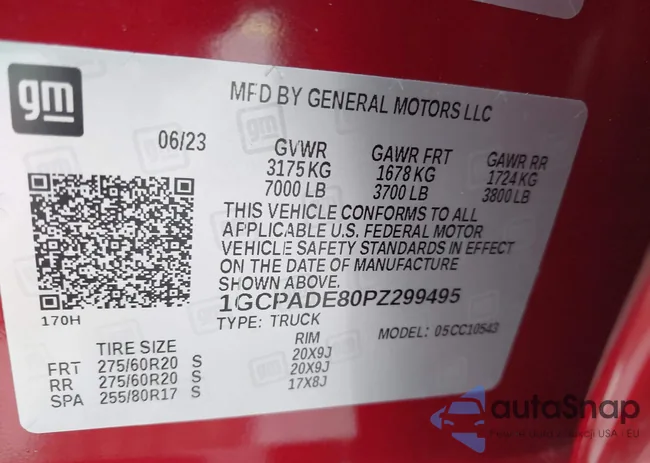 gm
MFD BY GENERAL MOTORS LLC
06/23
GVWR GAWR FRT GAWR RR
3175 KG 1678 KG 1724 KG
7000 LB 3700 LB 3800 LB
THIS VEHICLE CONFORMS TO ALL
APPLICABLE U.S. FEDERAL MOTOR
VEHICLE SAFETY STANDARDS IN EFFECT
ON THE DATE OF MANUFACTURE
SHOWN ABOVE.
1GCPADE80PZ299495
170H
TYPE: TRUCK MODEL: 05CC10543
TIRE SIZE RIM
FRT 275/60R20 S 20X9J
RR 275/60R20 S 20X9J
SPA 255/80R17 S 17X8J
autoSnap
USA - EU